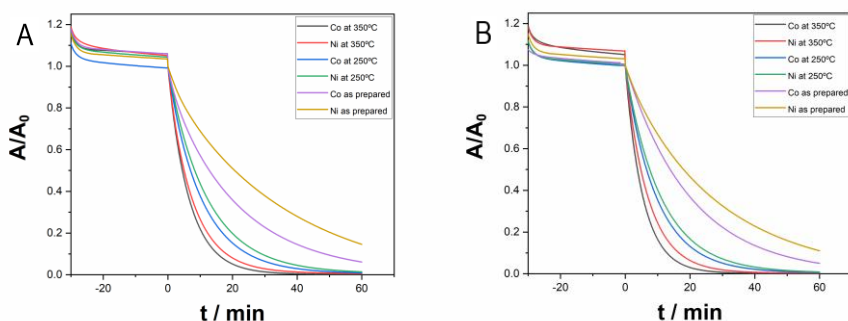 A
A/A0
1.2
1.0
0.8
0.6
0.4
0.2
0.0
-20
0
20
40
60
t / min
Co at 350ºC
Ni at 350ºC
Co at 250ºC
Ni at 250ºC
Co as prepared
Ni as prepared
B
A/A0
1.2
1.0
0.8
0.6
0.4
0.2
0.0
-20
0
20
40
60
t / min
Co at 350ºC
Ni at 350ºC
Co at 250ºC
Ni at 250ºC
Co as prepared
Ni as prepared